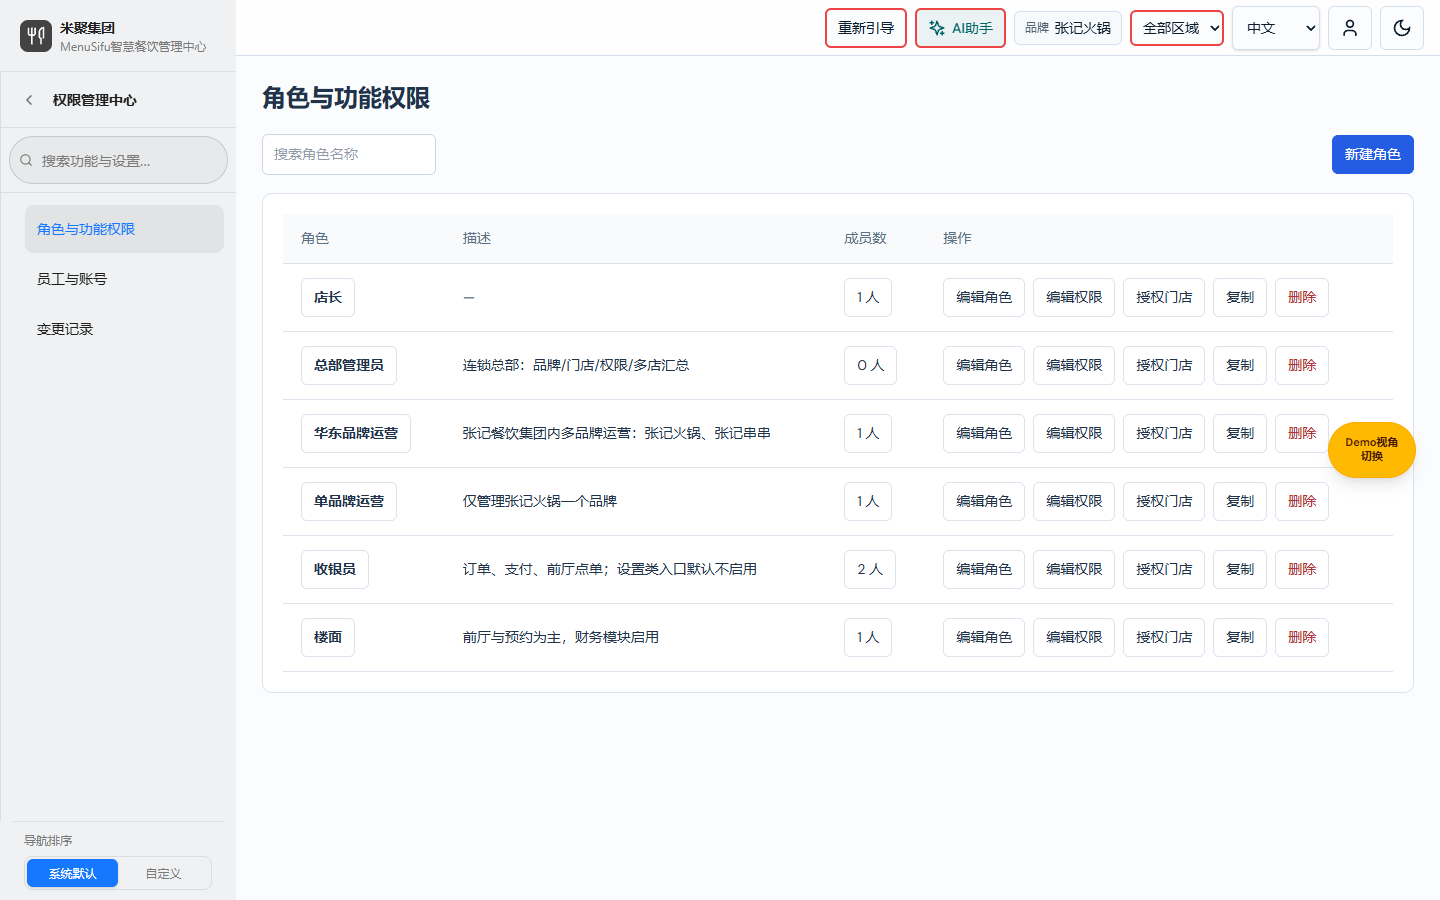 米聚集团
MenuSifu智慧餐饮管理中心
重新引导
AI助手
品牌 张记火锅
全部区域
中文
权限管理中心
搜索功能与设置...
角色与功能权限
员工与账号
变更记录
导航排序
系统默认
自定义
角色与功能权限
搜索角色名称
新建角色
角色 描述 成员数 操作
店长 — 1 人 编辑角色 编辑权限 授权门店 复制 删除
总部管理员 连锁总部：品牌/门店/权限/多店汇总 0 人 编辑角色 编辑权限 授权门店 复制 删除
华东品牌运营 张记餐饮集团内多品牌运营：张记火锅、张记串串 1 人 编辑角色 编辑权限 授权门店 复制 删除
单品牌运营 仅管理张记火锅一个品牌 1 人 编辑角色 编辑权限 授权门店 复制 删除
收银员 订单、支付、前厅点单；设置类入口默认不启用 2 人 编辑角色 编辑权限 授权门店 复制 删除
楼面 前厅与预约为主，财务模块启用 1 人 编辑角色 编辑权限 授权门店 复制 删除
Demo视角
切换